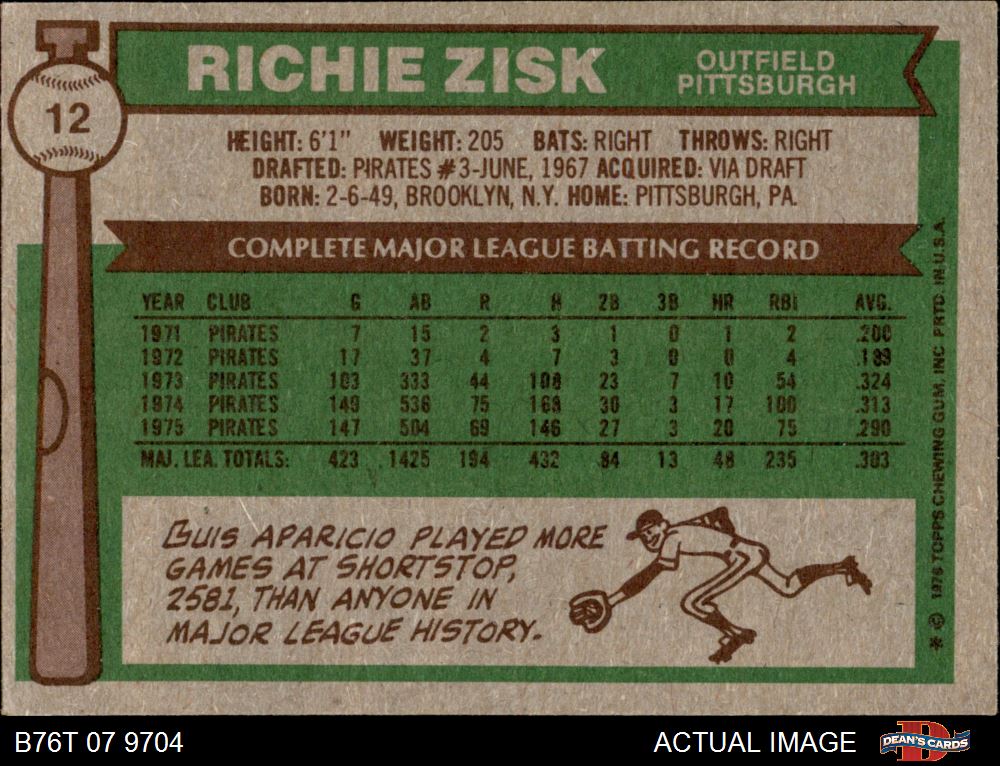 RICHIE ZISK
OUTFIELD
PITTSBURGH
12
HEIGHT: 6'1" WEIGHT: 205 BATS: RIGHT THROWS: RIGHT
DRAFTED: PIRATES #3-JUNE, 1967 ACQUIRED: VIA DRAFT
BORN: 2-6-49, BROOKLYN, N.Y. HOME: PITTSBURGH, PA.
COMPLETE MAJOR LEAGUE BATTING RECORD
YEAR CLUB G AB R H 2B 3B HR RBI AVG.
1971 PIRATES 7 15 2 3 1 0 1 2 .200
1972 PIRATES 17 37 4 7 3 0 0 4 .189
1973 PIRATES 103 333 44 108 23 7 10 54 .324
1974 PIRATES 149 536 75 168 30 3 17 100 .313
1975 PIRATES 147 504 69 146 27 3 20 75 .290
MAJ. LEA. TOTALS: 423 1425 194 432 84 13 48 235 .303
LUIS APARICIO PLAYED MORE
GAMES AT SHORTSTOP,
2581, THAN ANYONE IN
MAJOR LEAGUE HISTORY.
* © 1976 TOPPS CHEWING GUM, INC. PRTD. IN U.S.A.
B76T 07 9704
ACTUAL IMAGE
D
DEAN'S CARDS